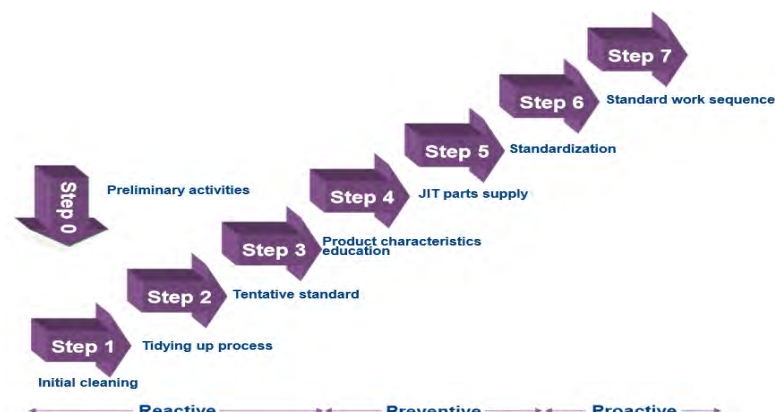 Step 7
Standard work sequence
Step 6
Standardization
Step 5
JIT parts supply
Step 4
Product characteristics
education
Step 3
Tentative standard
Step 2
Tidying up process
Step 1
Initial cleaning
Step 0
Preliminary activities
Reactive
Preventive
Proactive